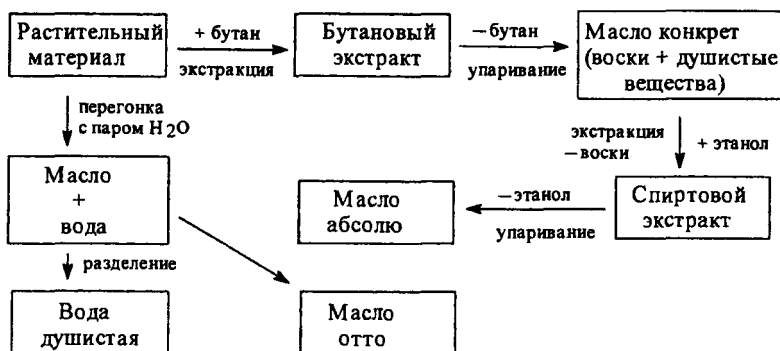 Растительный
материал
+ бутан
экстракция
Бутановый
экстракт
–бутан
упаривание
Масло конкрет
(воски + душистые
вещества)
перегонка
с паром H2O
экстракция
–воски
+ этанол
Масло
+
вода
Масло
абсолю
–этанол
упаривание
Спиртовой
экстракт
разделение
Вода
душистая
Масло
отто